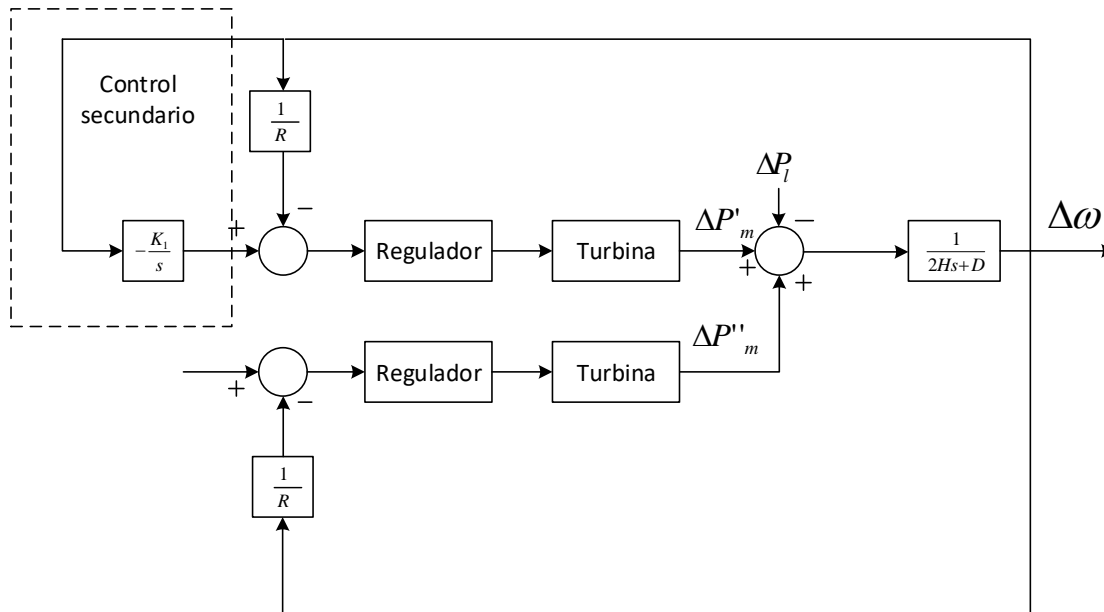 Control
secundario
1
R
ΔP_l
−
ΔP'_m
Δω
−K_1
s
+
Regulador
Turbina
+
+
1
2Hs+D
ΔP''_m
+
−
Regulador
Turbina
1
R